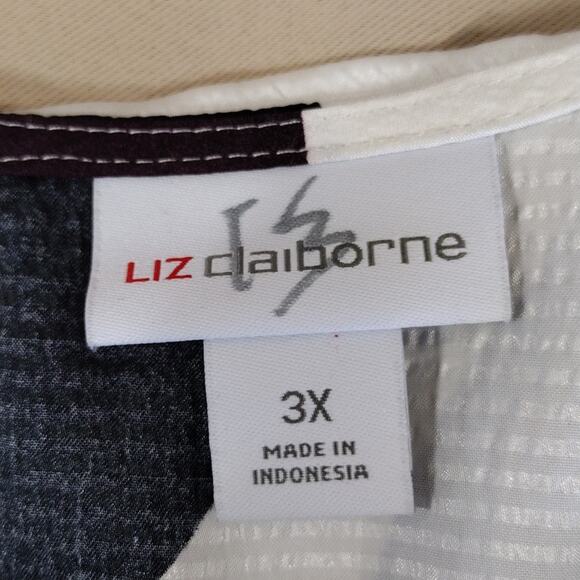 LIZ claiborne
3X
MADE IN
INDONESIA